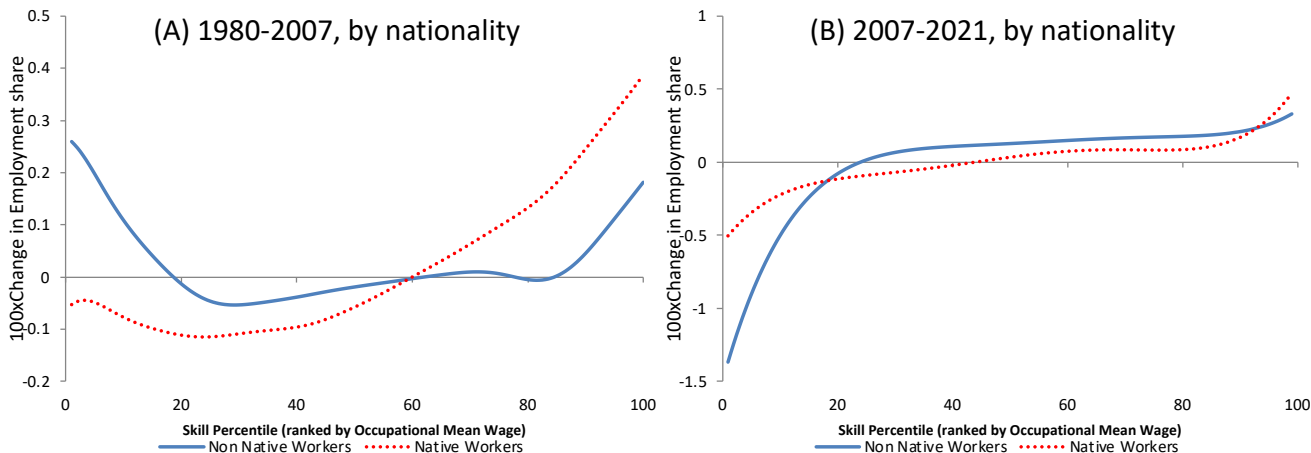 (A) 1980-2007, by nationality
100xChange in Employment share
0.5
0.4
0.3
0.2
0.1
0
-0.1
-0.2
0 20 40 60 80 100
Skill Percentile (ranked by Occupational Mean Wage)
Non Native Workers Native Workers
(B) 2007-2021, by nationality
100xChange in Employment share
1
0.5
0
-0.5
-1
-1.5
0 20 40 60 80 100
Skill Percentile (ranked by Occupational Mean Wage)
Non Native Workers Native Workers